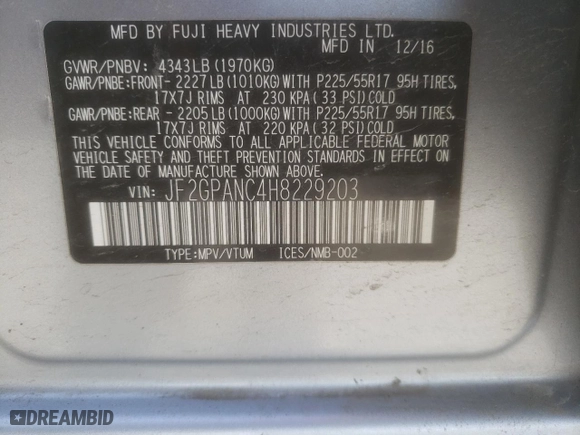 MFD BY FUJI HEAVY INDUSTRIES LTD.
MFD IN 12/16
GVWR/PNBV: 4343LB(1970KG)
GAWR/PNBE:FRONT- 2227LB(1010KG)WITH P225/55R17 95H TIRES,
17X7J RIMS AT 230 KPA(33 PSI)COLD
GAWR/PNBE:REAR - 2205LB(1000KG)WITH P225/55R17 95H TIRES,
17X7J RIMS AT 220 KPA(32 PSI)COLD
THIS VEHICLE CONFORMS TO ALL APPLICABLE FEDERAL MOTOR
VEHICLE SAFETY AND THEFT PREVENTION STANDARDS IN EFFECT ON
THE DATE OF MANUFACTURE SHOWN ABOVE.
VIN: JF2GPANC4H8229203
TYPE:MPV/VTUM ICES/NMB-002
DREAMBID